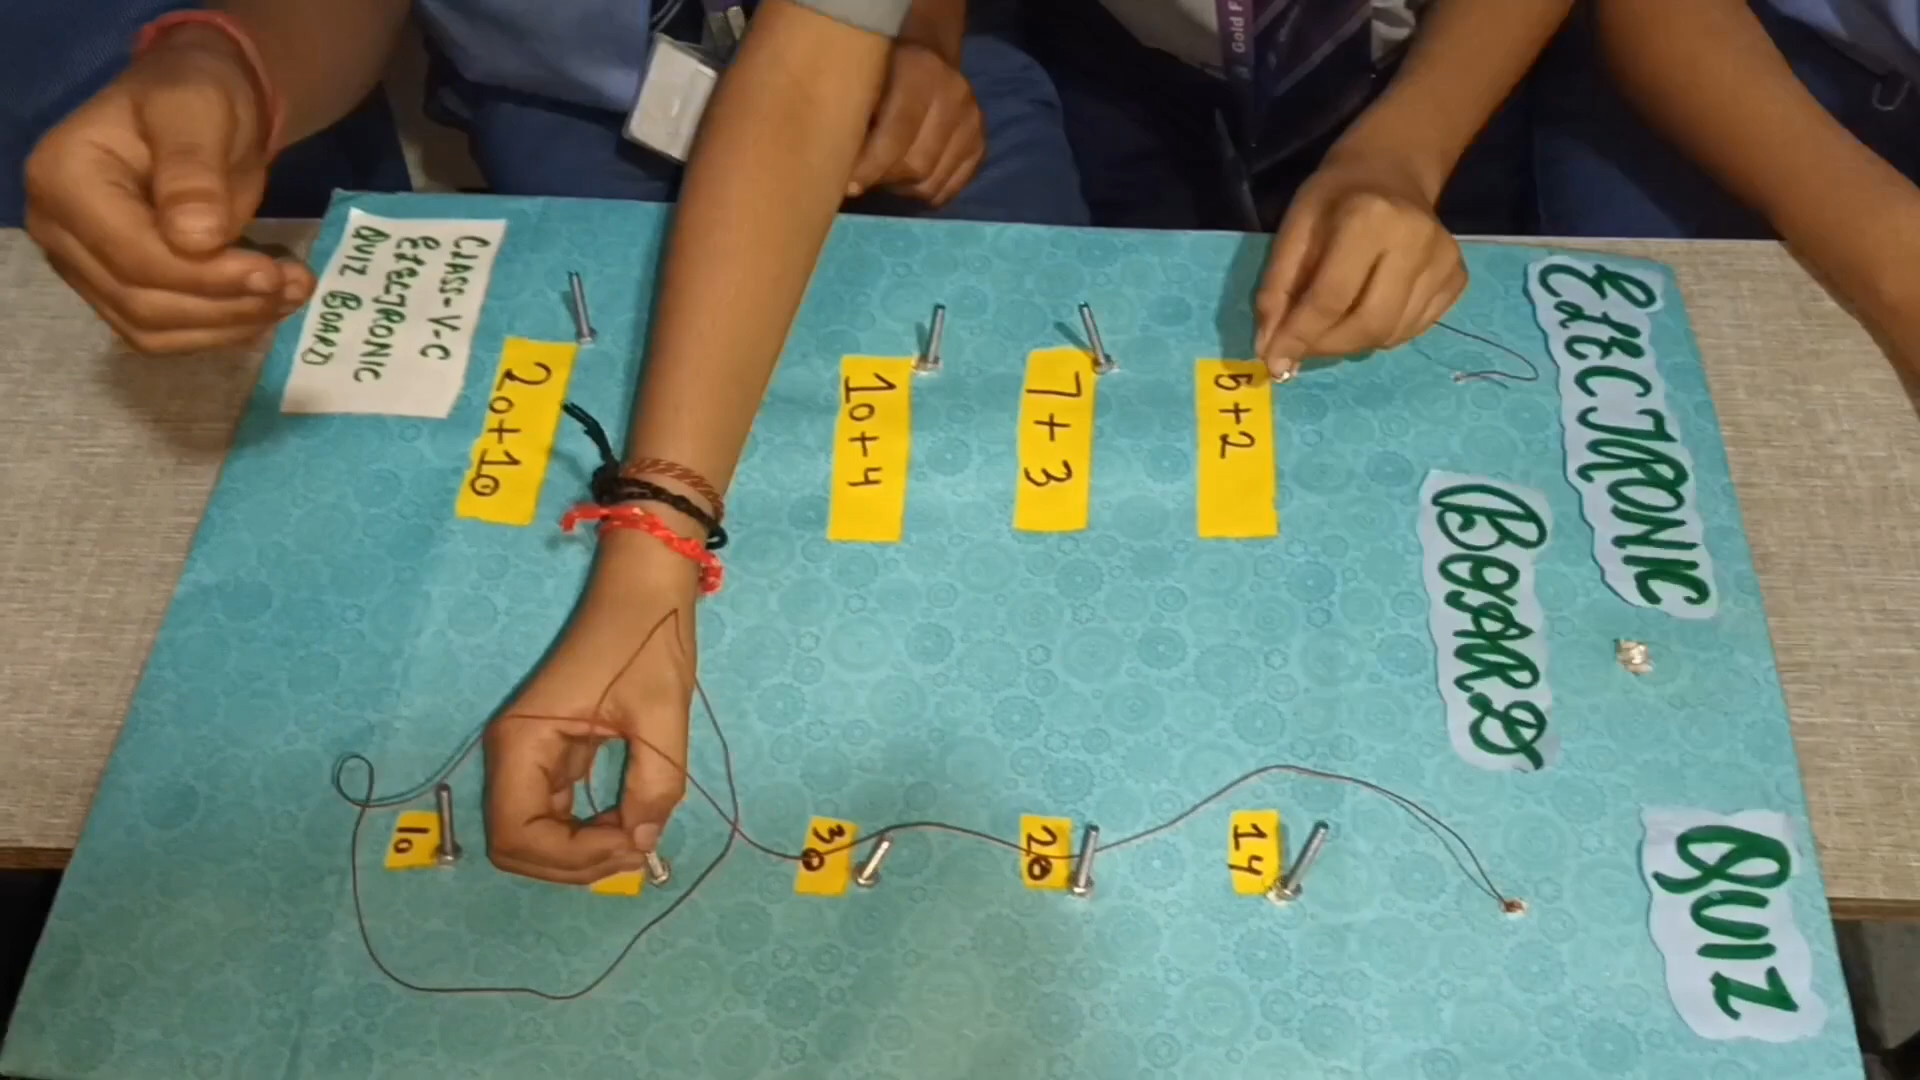 ELECTRONIC
BOARD
QUIZ
5+2
7+3
10+4
20+10
14
20
30
10
CLASS-V-C
ELECTRONIC
QUIZ BOARD
Gold F